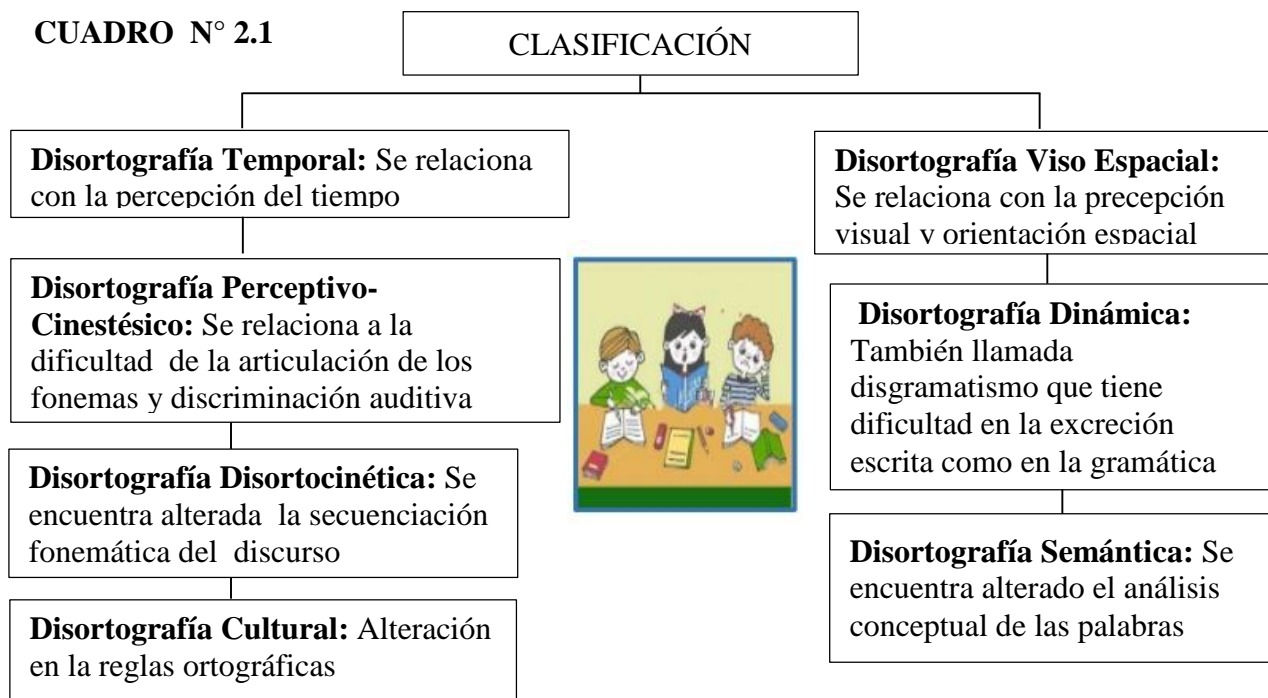 CUADRO N° 2.1
CLASIFICACIÓN
Disortografía Temporal: Se relaciona
con la percepción del tiempo
Disortografía Perceptivo-
Cinestésico: Se relaciona a la
dificultad de la articulación de los
fonemas y discriminación auditiva
Disortografía Disortocinética: Se
encuentra alterada la secuenciación
fonemática del discurso
Disortografía Cultural: Alteración
en la reglas ortográficas
Disortografía Viso Espacial:
Se relaciona con la precepción
visual y orientación espacial
Disortografía Dinámica:
También llamada
disgramatismo que tiene
dificultad en la excreción
escrita como en la gramática
Disortografía Semántica: Se
encuentra alterado el análisis
conceptual de las palabras